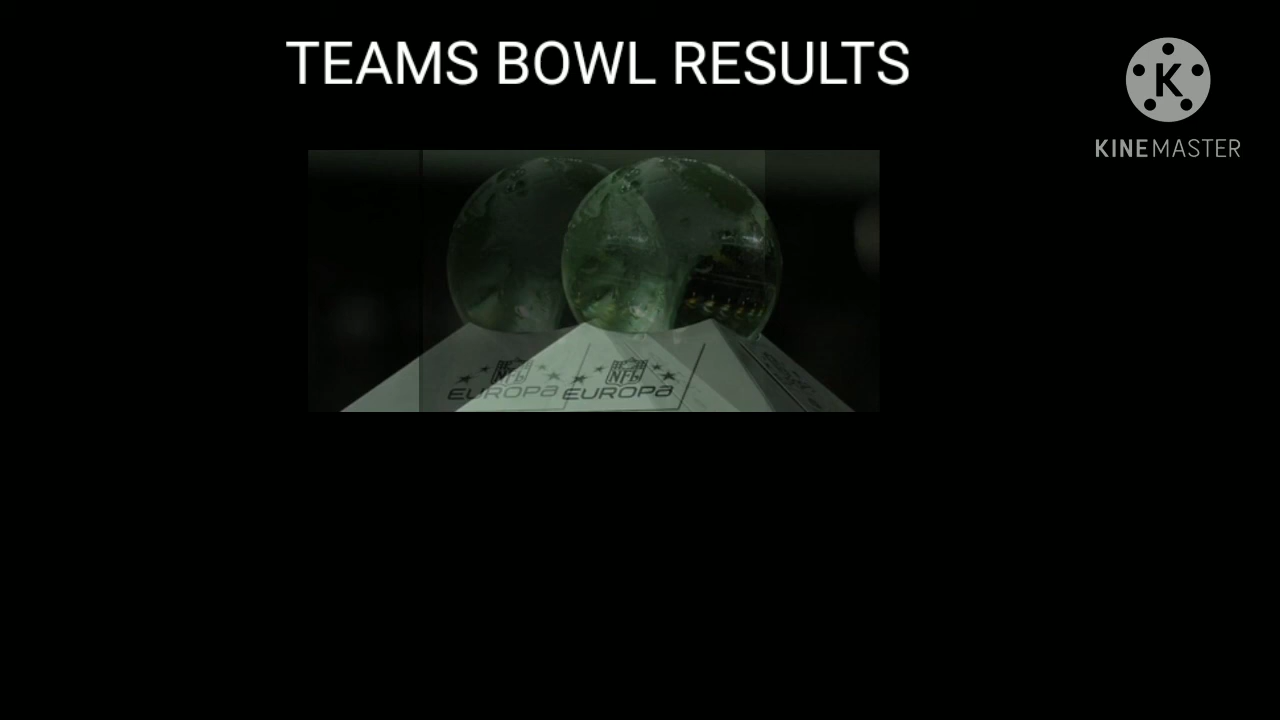 TEAMS BOWL RESULTS
K
KINEMASTER
NFL NFL
EUROPa EUROPa